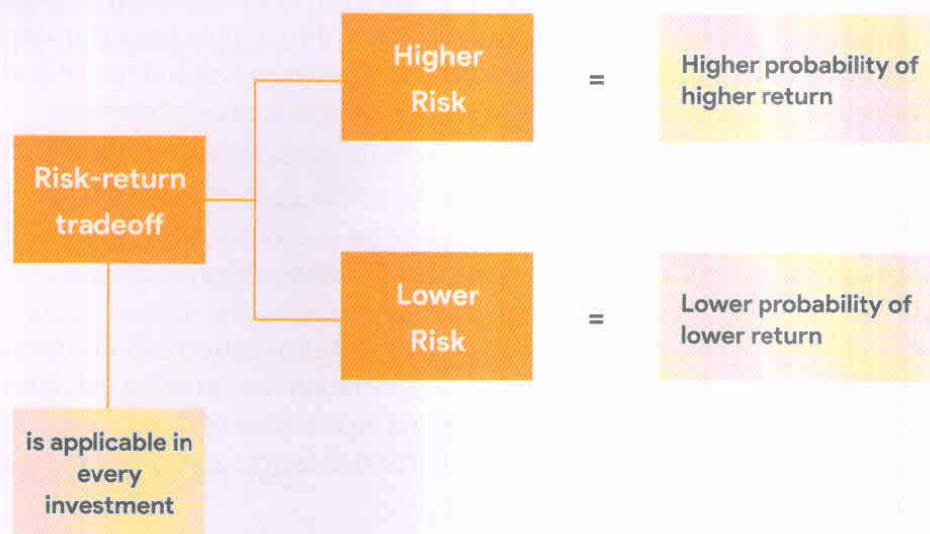 Risk-return
tradeoff
is applicable in
every
investment
Higher
Risk
=
Higher probability of
higher return
Lower
Risk
=
Lower probability of
lower return